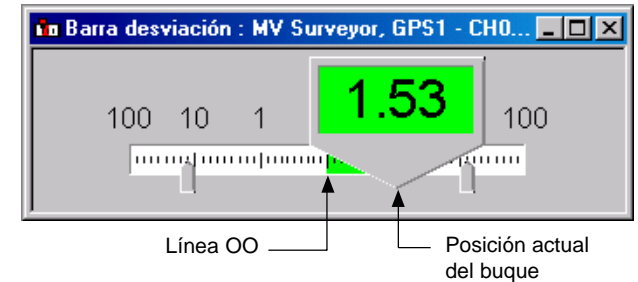 Barra desviación : MV Surveyor, GPS1 - CH0...
1.53
100 10 1 100
Línea OO
Posición actual
del buque